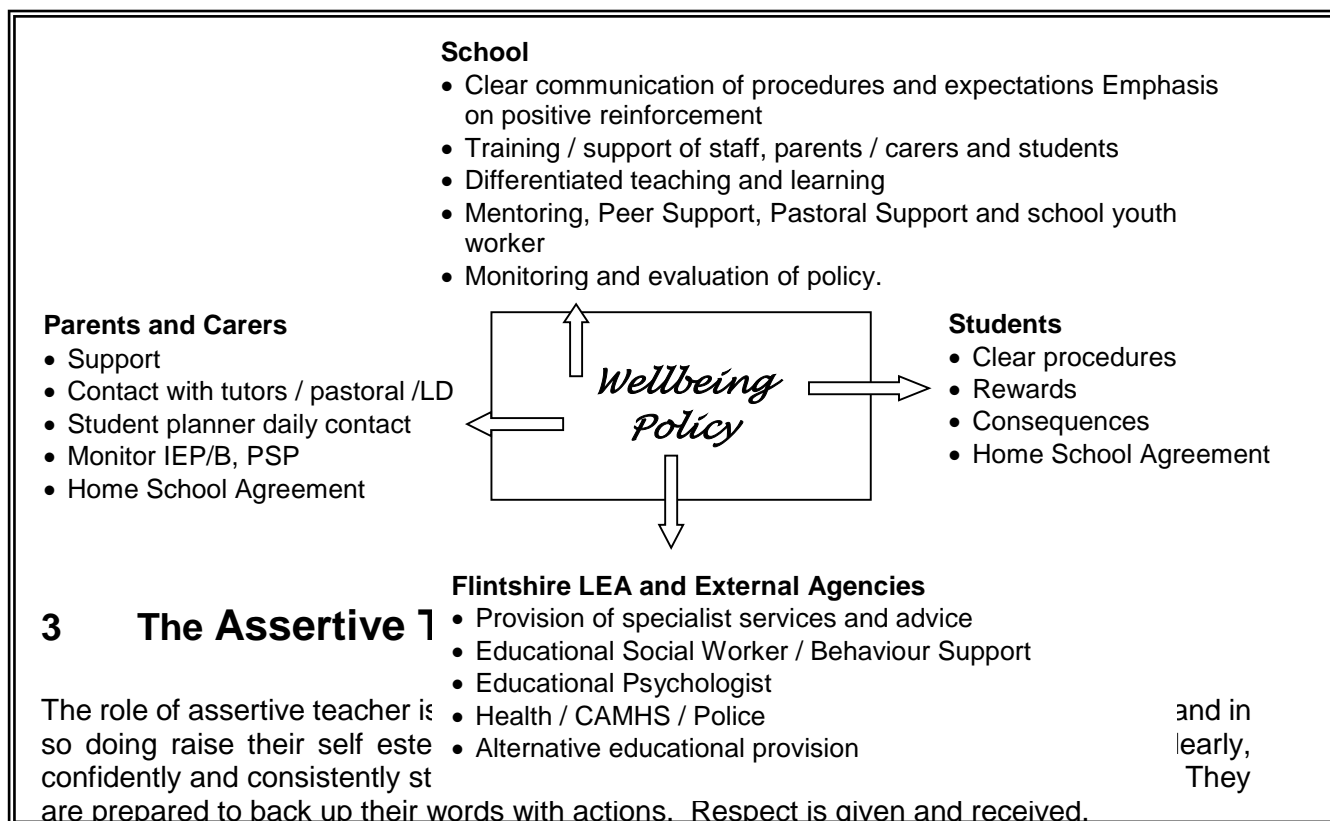 School
• Clear communication of procedures and expectations Emphasis
on positive reinforcement
• Training / support of staff, parents / carers and students
• Differentiated teaching and learning
• Mentoring, Peer Support, Pastoral Support and school youth
worker
• Monitoring and evaluation of policy.
Parents and Carers
• Support
• Contact with tutors / pastoral /LD
• Student planner daily contact
• Monitor IEP/B, PSP
• Home School Agreement
Wellbeing
Policy
Students
• Clear procedures
• Rewards
• Consequences
• Home School Agreement
Flintshire LEA and External Agencies
• Provision of specialist services and advice
• Educational Social Worker / Behaviour Support
• Educational Psychologist
• Health / CAMHS / Police
• Alternative educational provision
3 The Assertive
The role of assertive teacher is and in
so doing raise their self
confidently and consistently They
are prepared to back up their words with actions. Respect is given and received.